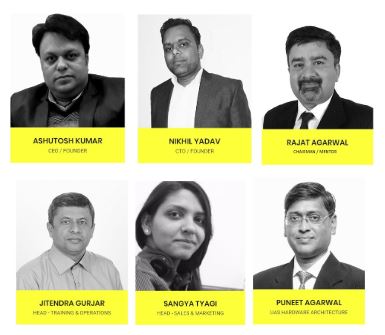 ASHUTOSH KUMAR
CEO / FOUNDER
NIKHIL YADAV
CTO / FOUNDER
RAJAT AGARWAL
CHAIRMAN / MENTOR
JITENDRA GURJAR
HEAD - TRAINING & OPERATIONS
SANGYA TYAGI
HEAD - SALES & MARKETING
PUNEET AGARWAL
UAS HARDWARE ARCHITECTURE